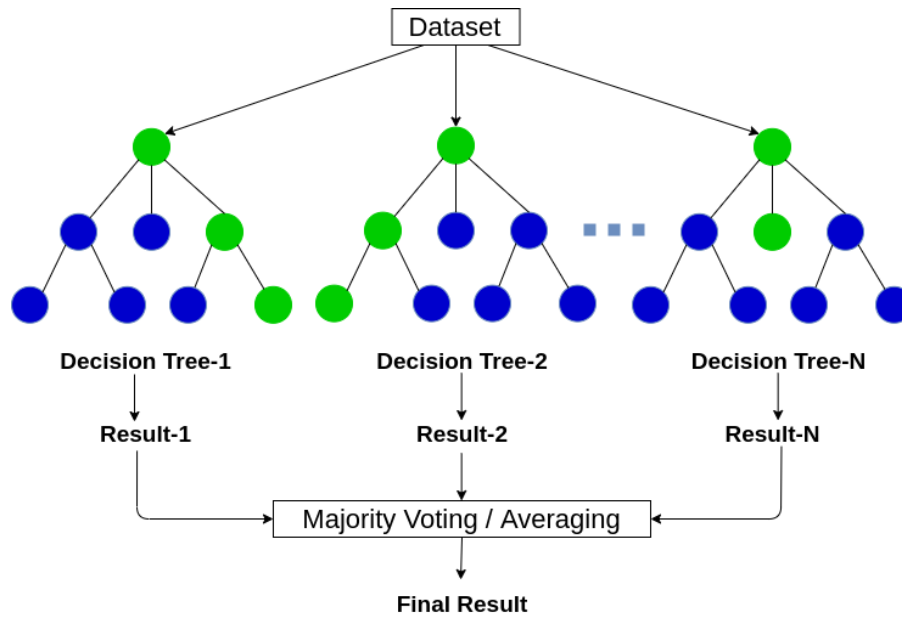 Dataset
Decision Tree-1
Decision Tree-2
Decision Tree-N
Result-1
Result-2
Result-N
Majority Voting / Averaging
Final Result